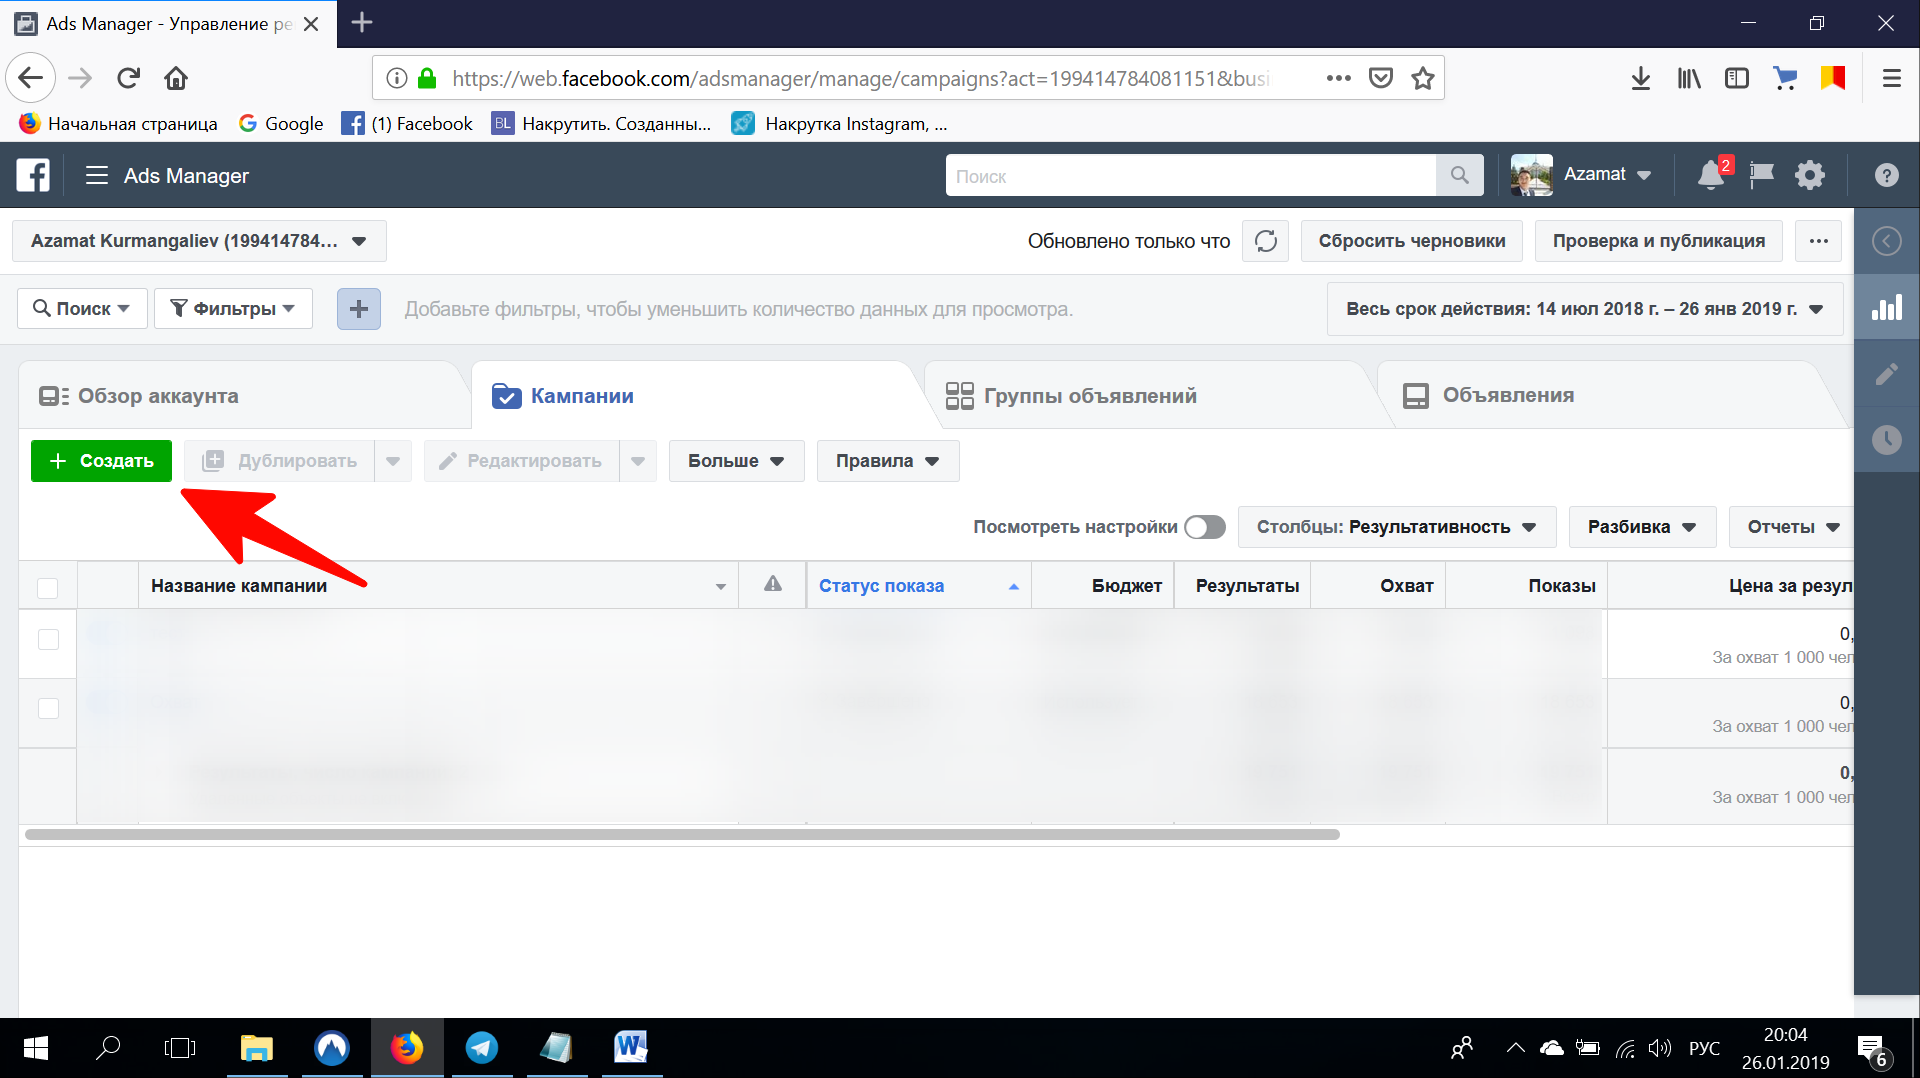 Ads Manager - Управление ре
https://web.facebook.com/adsmanager/manage/campaigns?act=199414784081151&busi
Начальная страница
Google
(1) Facebook
BL
Накрутить. Созданны...
Накрутка Instagram, ...
Ads Manager
Поиск
Azamat
2
Azamat Kurmangaliev (199414784...
Обновлено только что
Сбросить черновики
Проверка и публикация
Поиск
Фильтры
Добавьте фильтры, чтобы уменьшить количество данных для просмотра.
Весь срок действия: 14 июл 2018 г. – 26 янв 2019 г.
Обзор аккаунта
Кампании
Группы объявлений
Объявления
+ Создать
Дублировать
Редактировать
Больше
Правила
Посмотреть настройки
Столбцы: Результативность
Разбивка
Отчеты
Название кампании
Статус показа
Бюджет
Результаты
Охват
Показы
Цена за резул
0,
За охват 1 000 чел
0,
За охват 1 000 чел
0,
За охват 1 000 чел
РУС
20:04
26.01.2019
6